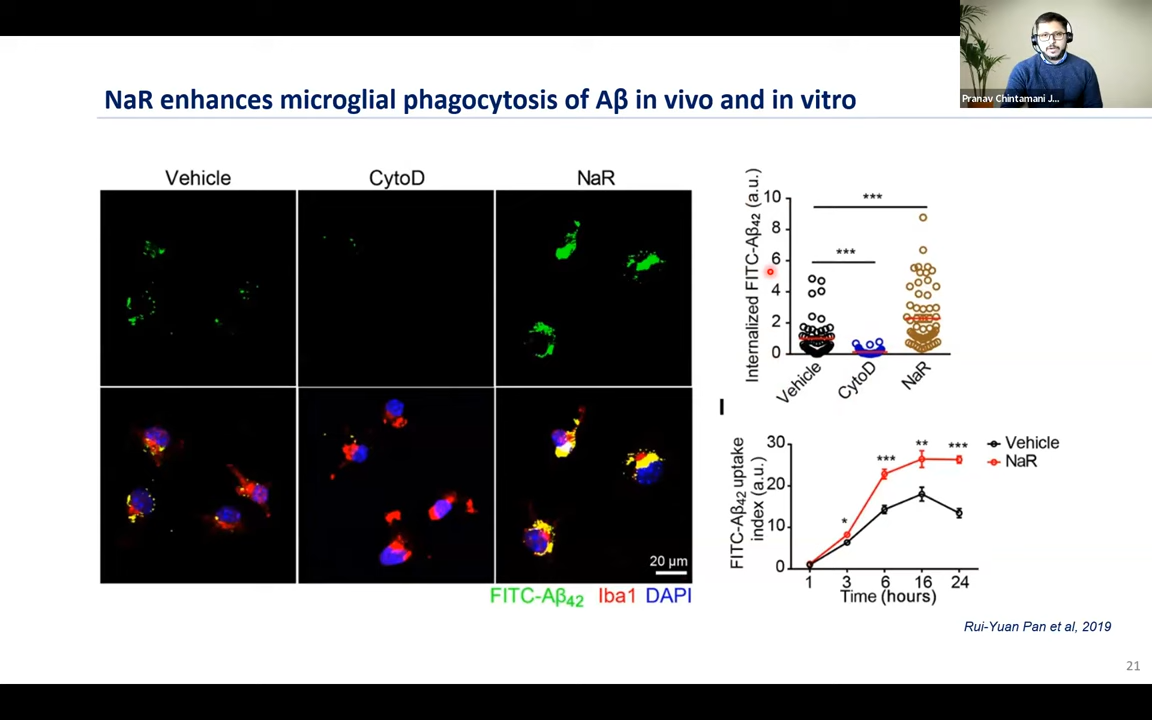 Pranav Chintamani J...
NaR enhances microglial phagocytosis of Aβ in vivo and in vitro
Vehicle CytoD NaR
20 µm
FITC-Aβ42 Iba1 DAPI
Internalized FITC-Aβ42 (a.u.)
10
8
6
4
2
0
***
***
Vehicle CytoD NaR
I
FITC-Aβ42 uptake
index (a.u.)
30
20
10
0
* *** ** ***
Vehicle
NaR
1 3 6 16 24
Time (hours)
Rui-Yuan Pan et al, 2019
21